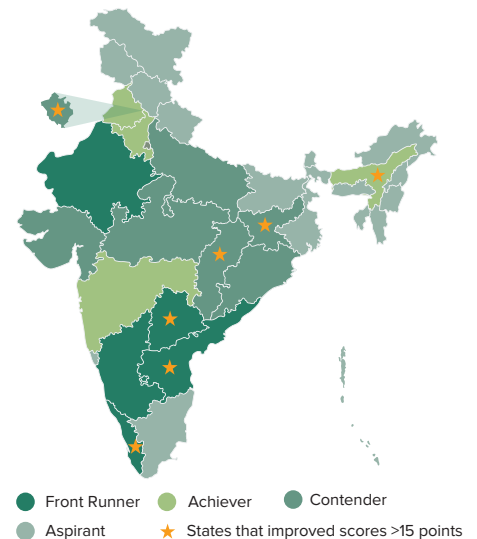 Front Runner Achiever Contender
Aspirant States that improved scores >15 points